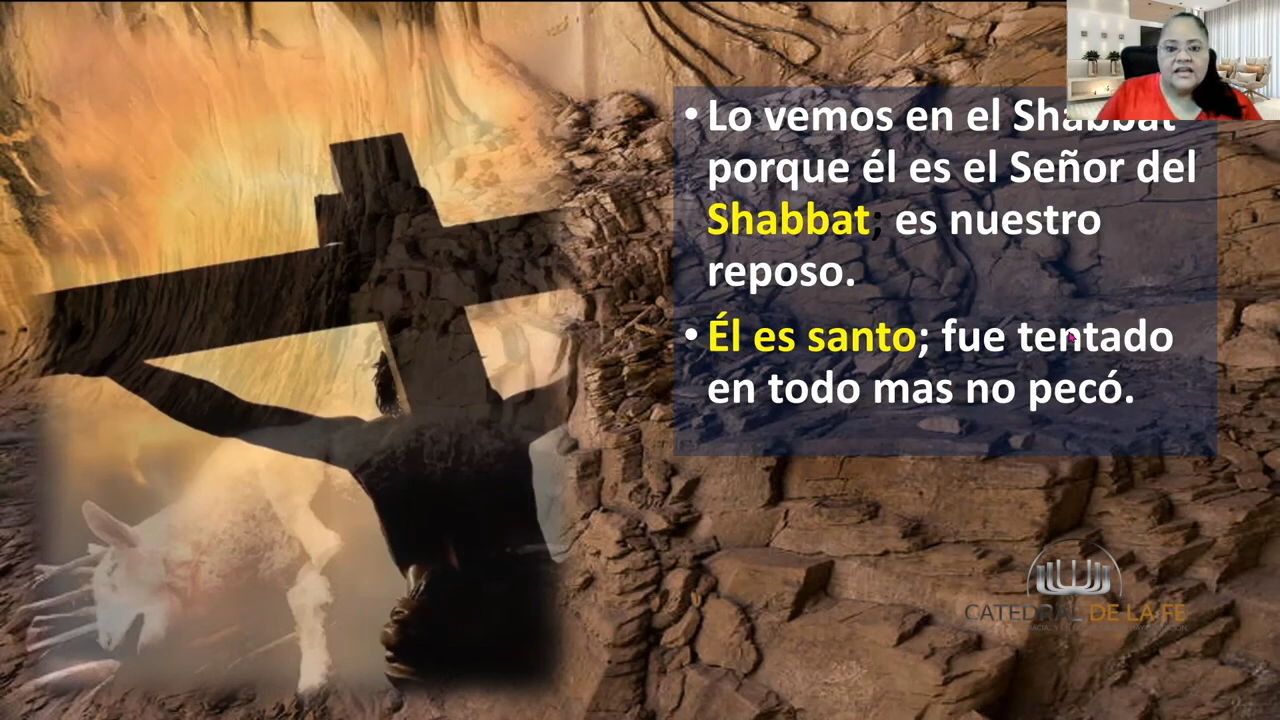 • Lo vemos en el Shabbat
porque él es el Señor del
Shabbat; es nuestro
reposo.
• Él es santo; fue tentado
en todo mas no pecó.
CATEDRAL DE LA FE